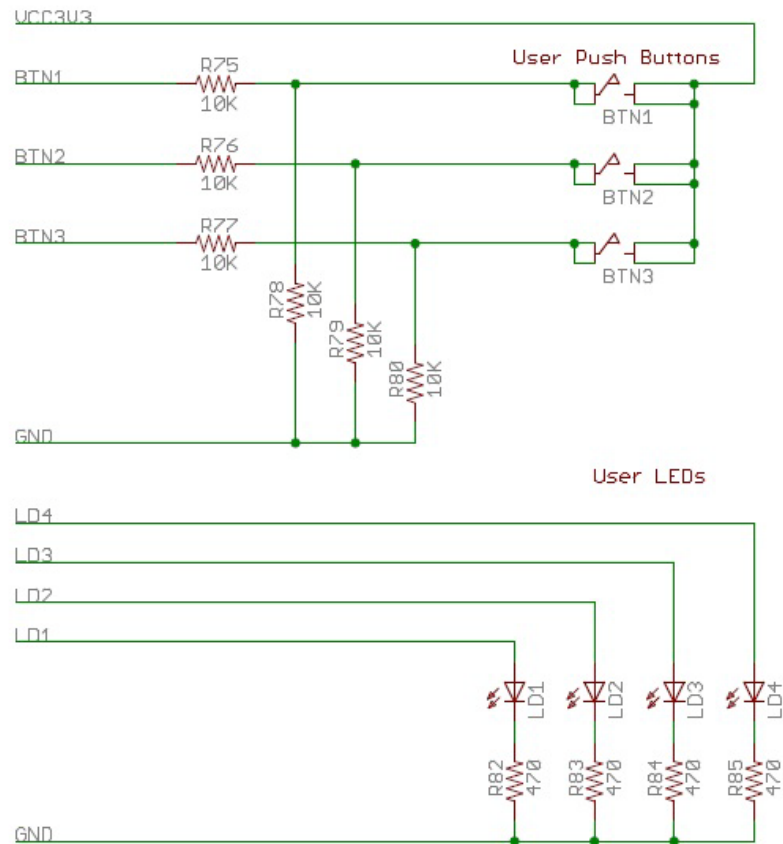 VCC3V3
User Push Buttons
BTN1
R75
10K
BTN1
BTN2
R76
10K
BTN2
BTN3
R77
10K
BTN3
R78
10K
R79
10K
R80
10K
GND
User LEDs
LD4
LD3
LD2
LD1
LD1
LD2
LD3
LD4
R82
470
R83
470
R84
470
R85
470
GND